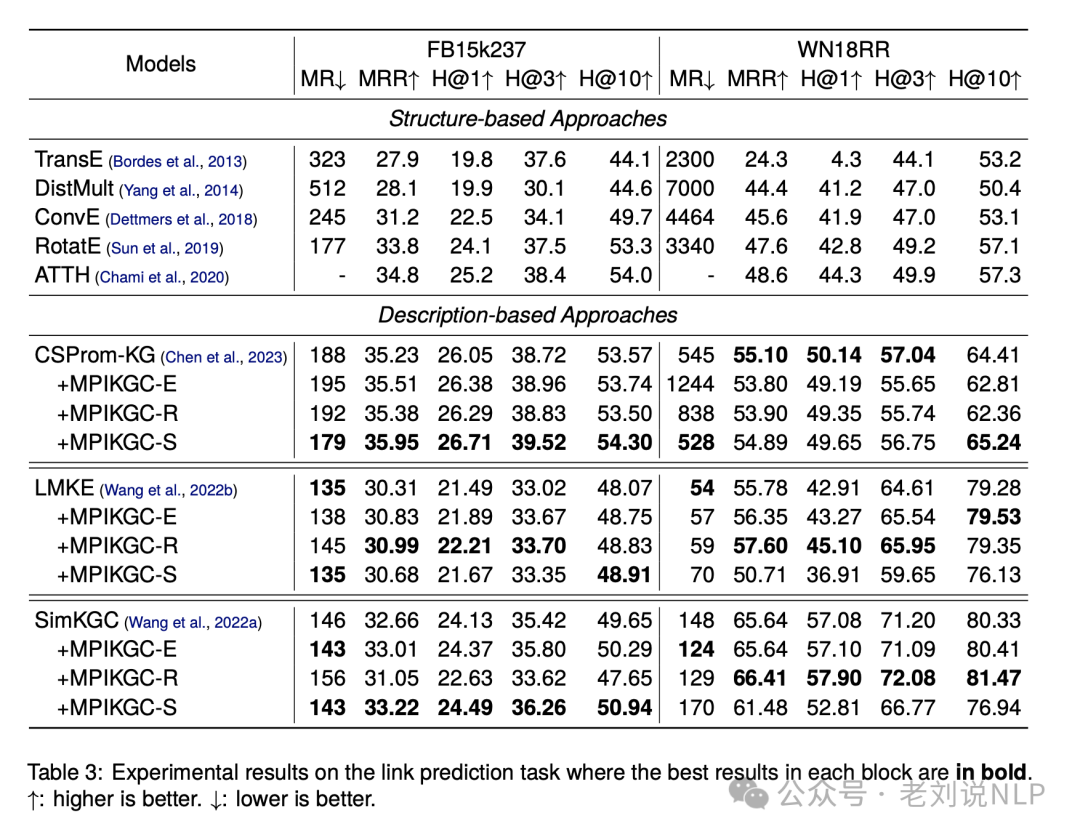 Models FB15k237 WN18RR
MR↓ MRR↑ H@1↑ H@3↑ H@10↑ MR↓ MRR↑ H@1↑ H@3↑ H@10↑
Structure-based Approaches
TransE (Bordes et al., 2013) 323 27.9 19.8 37.6 44.1 2300 24.3 4.3 44.1 53.2
DistMult (Yang et al., 2014) 512 28.1 19.9 30.1 44.6 7000 44.4 41.2 47.0 50.4
ConvE (Dettmers et al., 2018) 245 31.2 22.5 34.1 49.7 4464 45.6 41.9 47.0 53.1
RotatE (Sun et al., 2019) 177 33.8 24.1 37.5 53.3 3340 47.6 42.8 49.2 57.1
ATTH (Chami et al., 2020) - 34.8 25.2 38.4 54.0 - 48.6 44.3 49.9 57.3
Description-based Approaches
CSProm-KG (Chen et al., 2023) 188 35.23 26.05 38.72 53.57 545 55.10 50.14 57.04 64.41
+MPIKGC-E 195 35.51 26.38 38.96 53.74 1244 53.80 49.19 55.65 62.81
+MPIKGC-R 192 35.38 26.29 38.83 53.50 838 53.90 49.35 55.74 62.36
+MPIKGC-S 179 35.95 26.71 39.52 54.30 528 54.89 49.65 56.75 65.24
LMKE (Wang et al., 2022b) 135 30.31 21.49 33.02 48.07 54 55.78 42.91 64.61 79.28
+MPIKGC-E 138 30.83 21.89 33.67 48.75 57 56.35 43.27 65.54 79.53
+MPIKGC-R 145 30.99 22.21 33.70 48.83 59 57.60 45.10 65.95 79.35
+MPIKGC-S 135 30.68 21.67 33.35 48.91 70 50.71 36.91 59.65 76.13
SimKGC (Wang et al., 2022a) 146 32.66 24.13 35.42 49.65 148 65.64 57.08 71.20 80.33
+MPIKGC-E 143 33.01 24.37 35.80 50.29 124 65.64 57.10 71.09 80.41
+MPIKGC-R 156 31.05 22.63 33.62 47.65 129 66.41 57.90 72.08 81.47
+MPIKGC-S 143 33.22 24.49 36.26 50.94 170 61.48 52.81 66.77 76.94
Table 3: Experimental results on the link prediction task where the best results in each block are in bold.
↑: higher is better. ↓: lower is better.
公众号 · 老刘说NLP